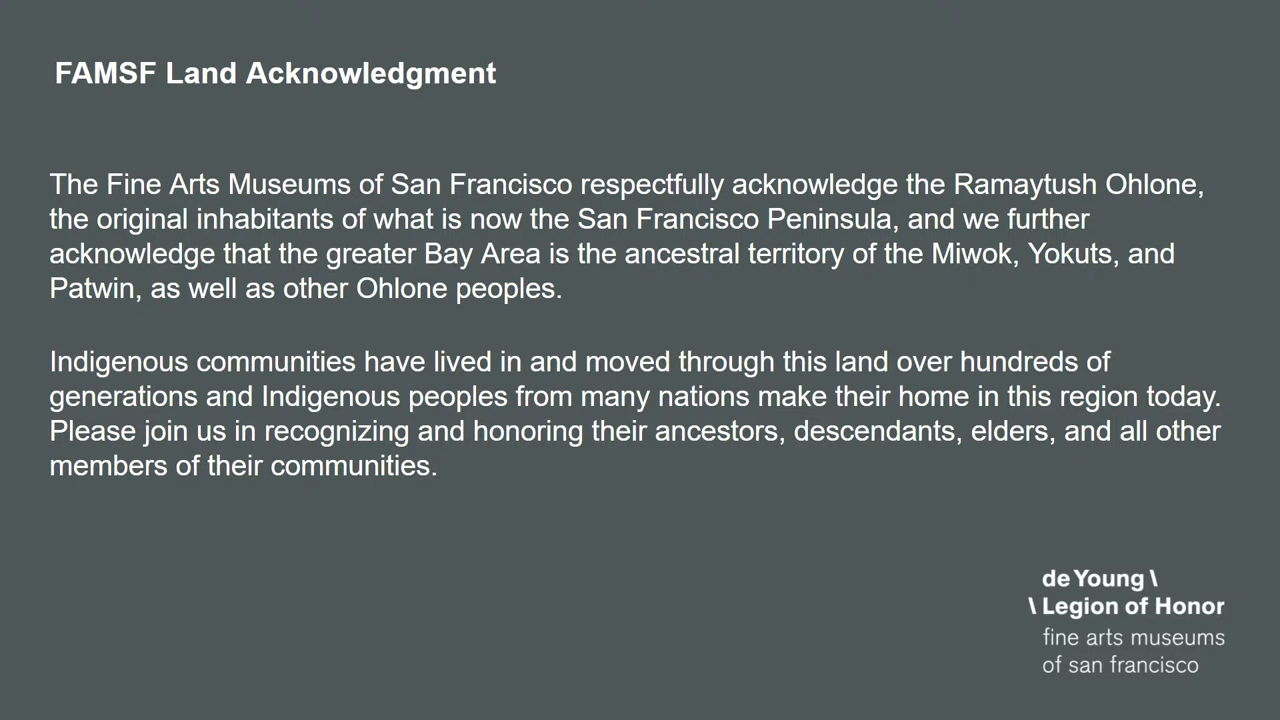 FAMSF Land Acknowledgment
The Fine Arts Museums of San Francisco respectfully acknowledge the Ramaytush Ohlone,
the original inhabitants of what is now the San Francisco Peninsula, and we further
acknowledge that the greater Bay Area is the ancestral territory of the Miwok, Yokuts, and
Patwin, as well as other Ohlone peoples.
Indigenous communities have lived in and moved through this land over hundreds of
generations and Indigenous peoples from many nations make their home in this region today.
Please join us in recognizing and honoring their ancestors, descendants, elders, and all other
members of their communities.
de Young \
\ Legion of Honor
fine arts museums
of san francisco